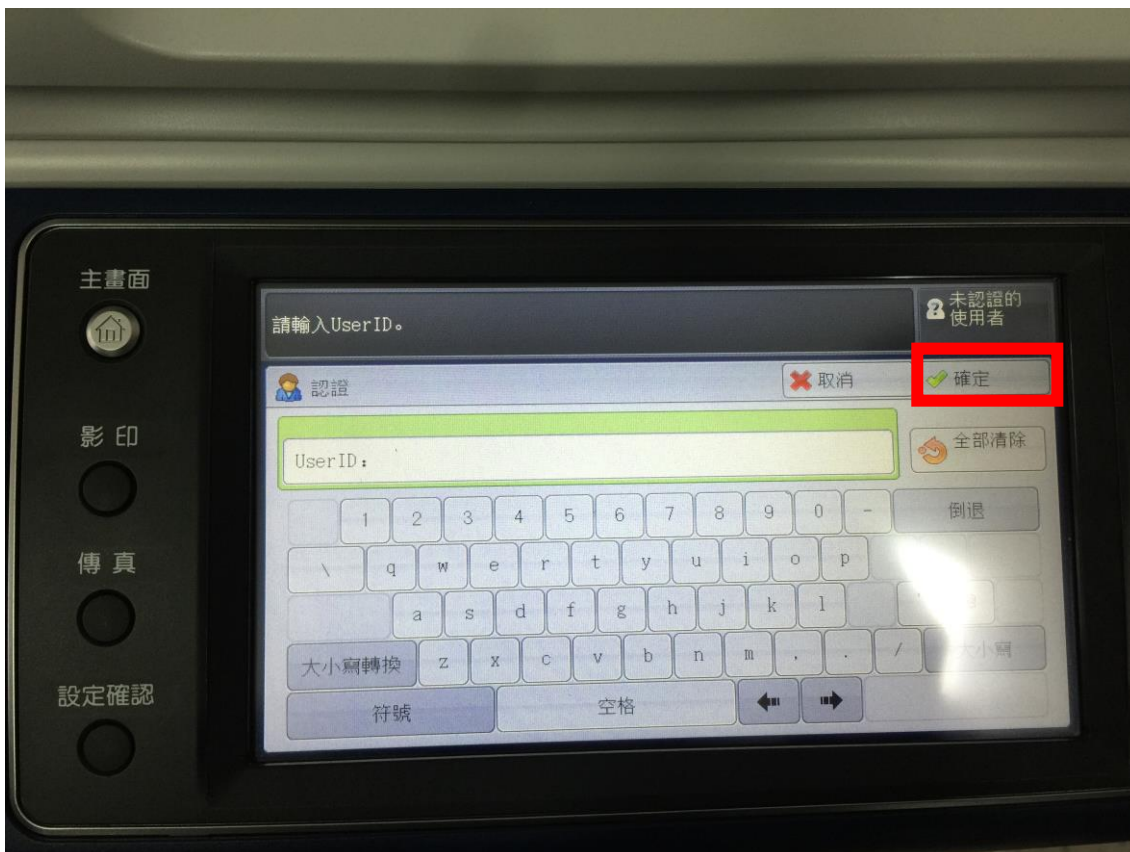 主畫面
影印
傳真
設定確認
請輸入UserID。
未認證的
使用者
認證
取消
確定
UserID:
全部清除
1 2 3 4 5 6 7 8 9 0 -
倒退
\ q w e r t y u i o p
a s d f g h j k l
大小寫轉換 z x c v b n m , . /
符號
空格